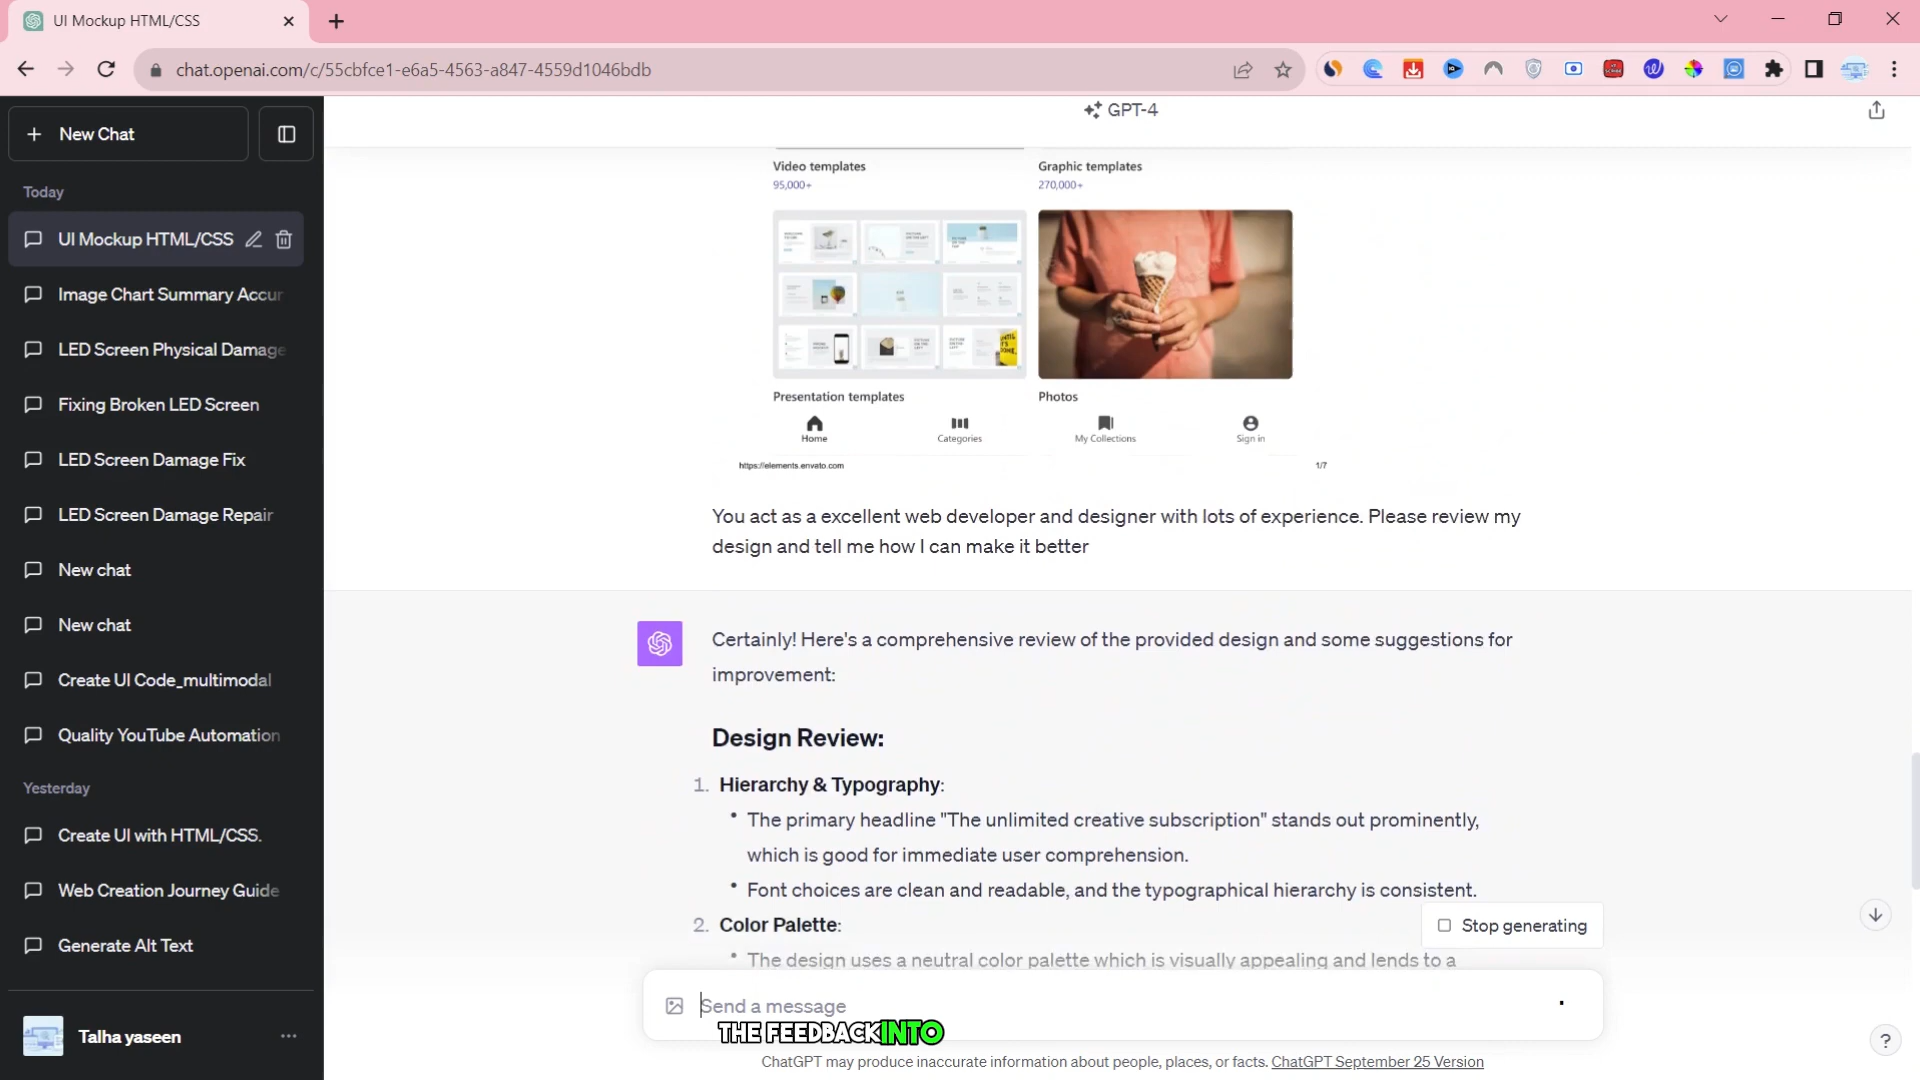 UI Mockup HTML/CSS
chat.openai.com/c/55cbfce1-e6a5-4563-a847-4559d1046bdb
New Chat
Today
UI Mockup HTML/CSS
Image Chart Summary Accur
LED Screen Physical Damage
Fixing Broken LED Screen
LED Screen Damage Fix
LED Screen Damage Repair
New chat
New chat
Create UI Code_multimodal
Quality YouTube Automation
Yesterday
Create UI with HTML/CSS.
Web Creation Journey Guide
Generate Alt Text
Talha yaseen
GPT-4
Video templates
95,000+
Graphic templates
270,000+
Presentation templates
Photos
Home
Categories
My Collections
Sign in
https://elements.envato.com
1/7
You act as a excellent web developer and designer with lots of experience. Please review my
design and tell me how I can make it better
Certainly! Here's a comprehensive review of the provided design and some suggestions for
improvement:
Design Review:
1. Hierarchy & Typography:
• The primary headline "The unlimited creative subscription" stands out prominently,
which is good for immediate user comprehension.
• Font choices are clean and readable, and the typographical hierarchy is consistent.
2. Color Palette:
• The design uses a neutral color palette which is visually appealing and lends to a
Stop generating
Send a message
THE FEEDBACK INTO
ChatGPT may produce inaccurate information about people, places, or facts. ChatGPT September 25 Version
?